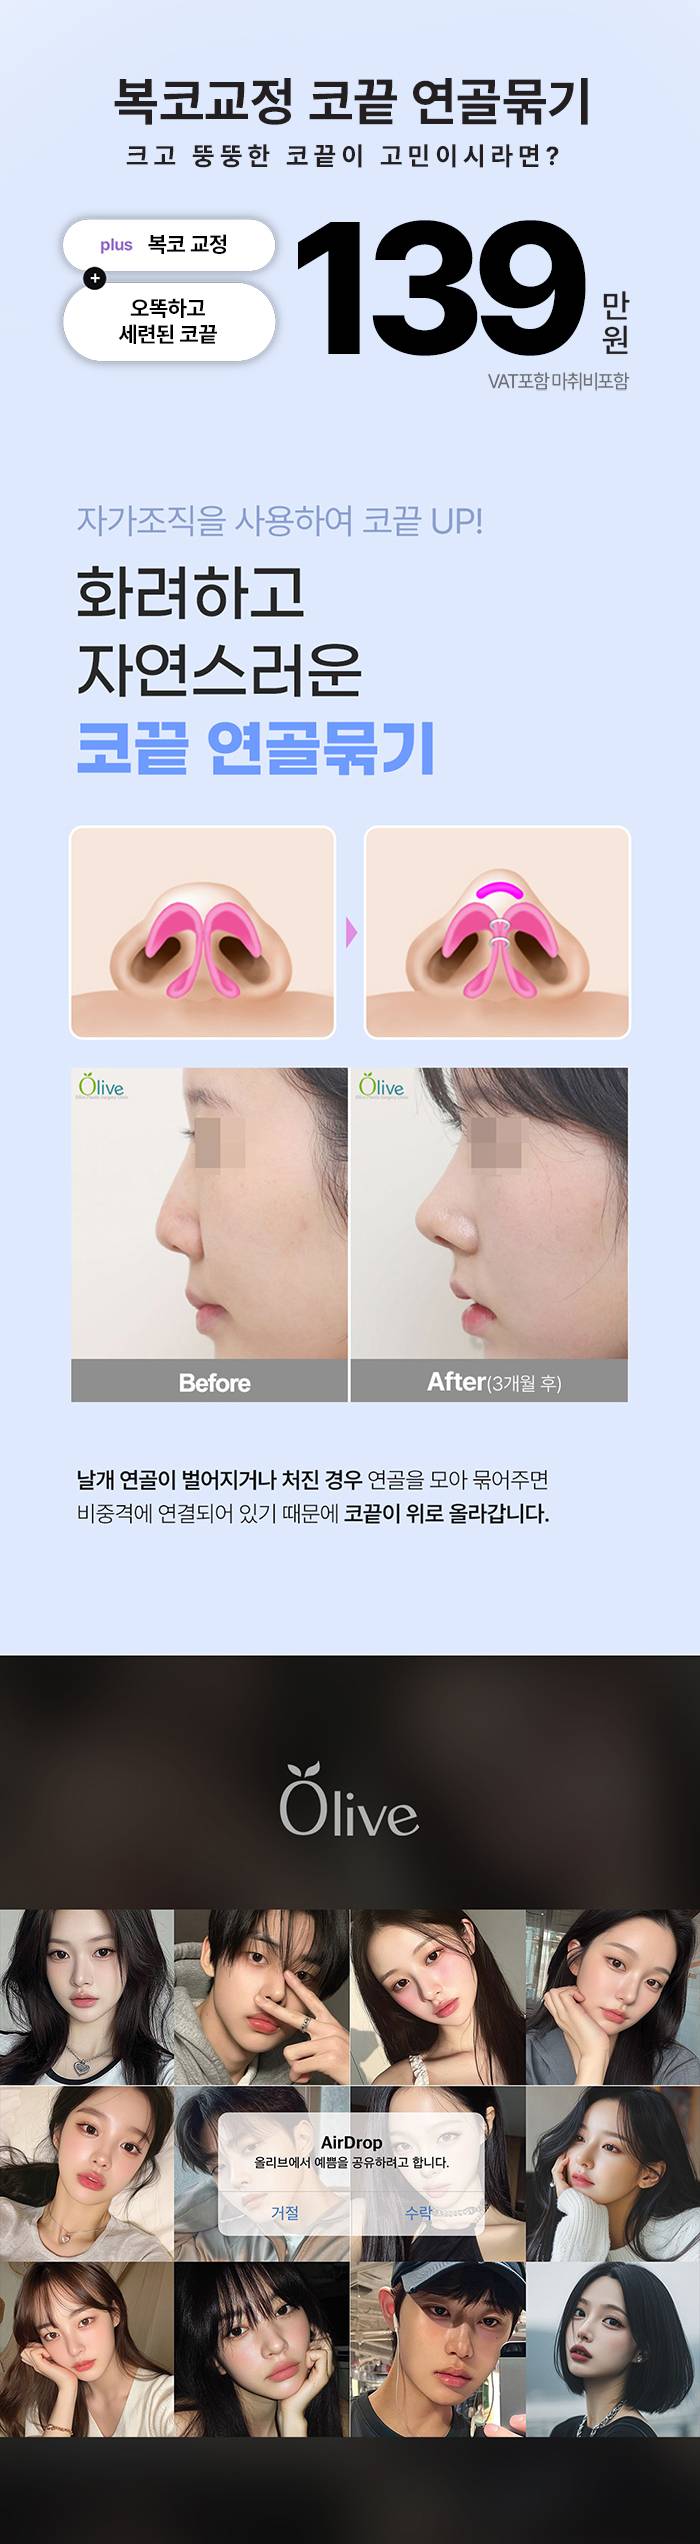 복코교정 코끝 연골묶기
크고 뚱뚱한 코끝이 고민이시라면?
plus 복코 교정
+
오똑하고
세련된 코끝
139
만
원
VAT포함 마취비포함
자가조직을 사용하여 코끝 UP!
화려하고
자연스러운
코끝 연골묶기
Olive
Olive
Before
After(3개월 후)
날개 연골이 벌어지거나 처진 경우 연골을 모아 묶어주면
비중격에 연결되어 있기 때문에 코끝이 위로 올라갑니다.
Olive
AirDrop
올리브에서 예쁨을 공유하려고 합니다.
거절
수락